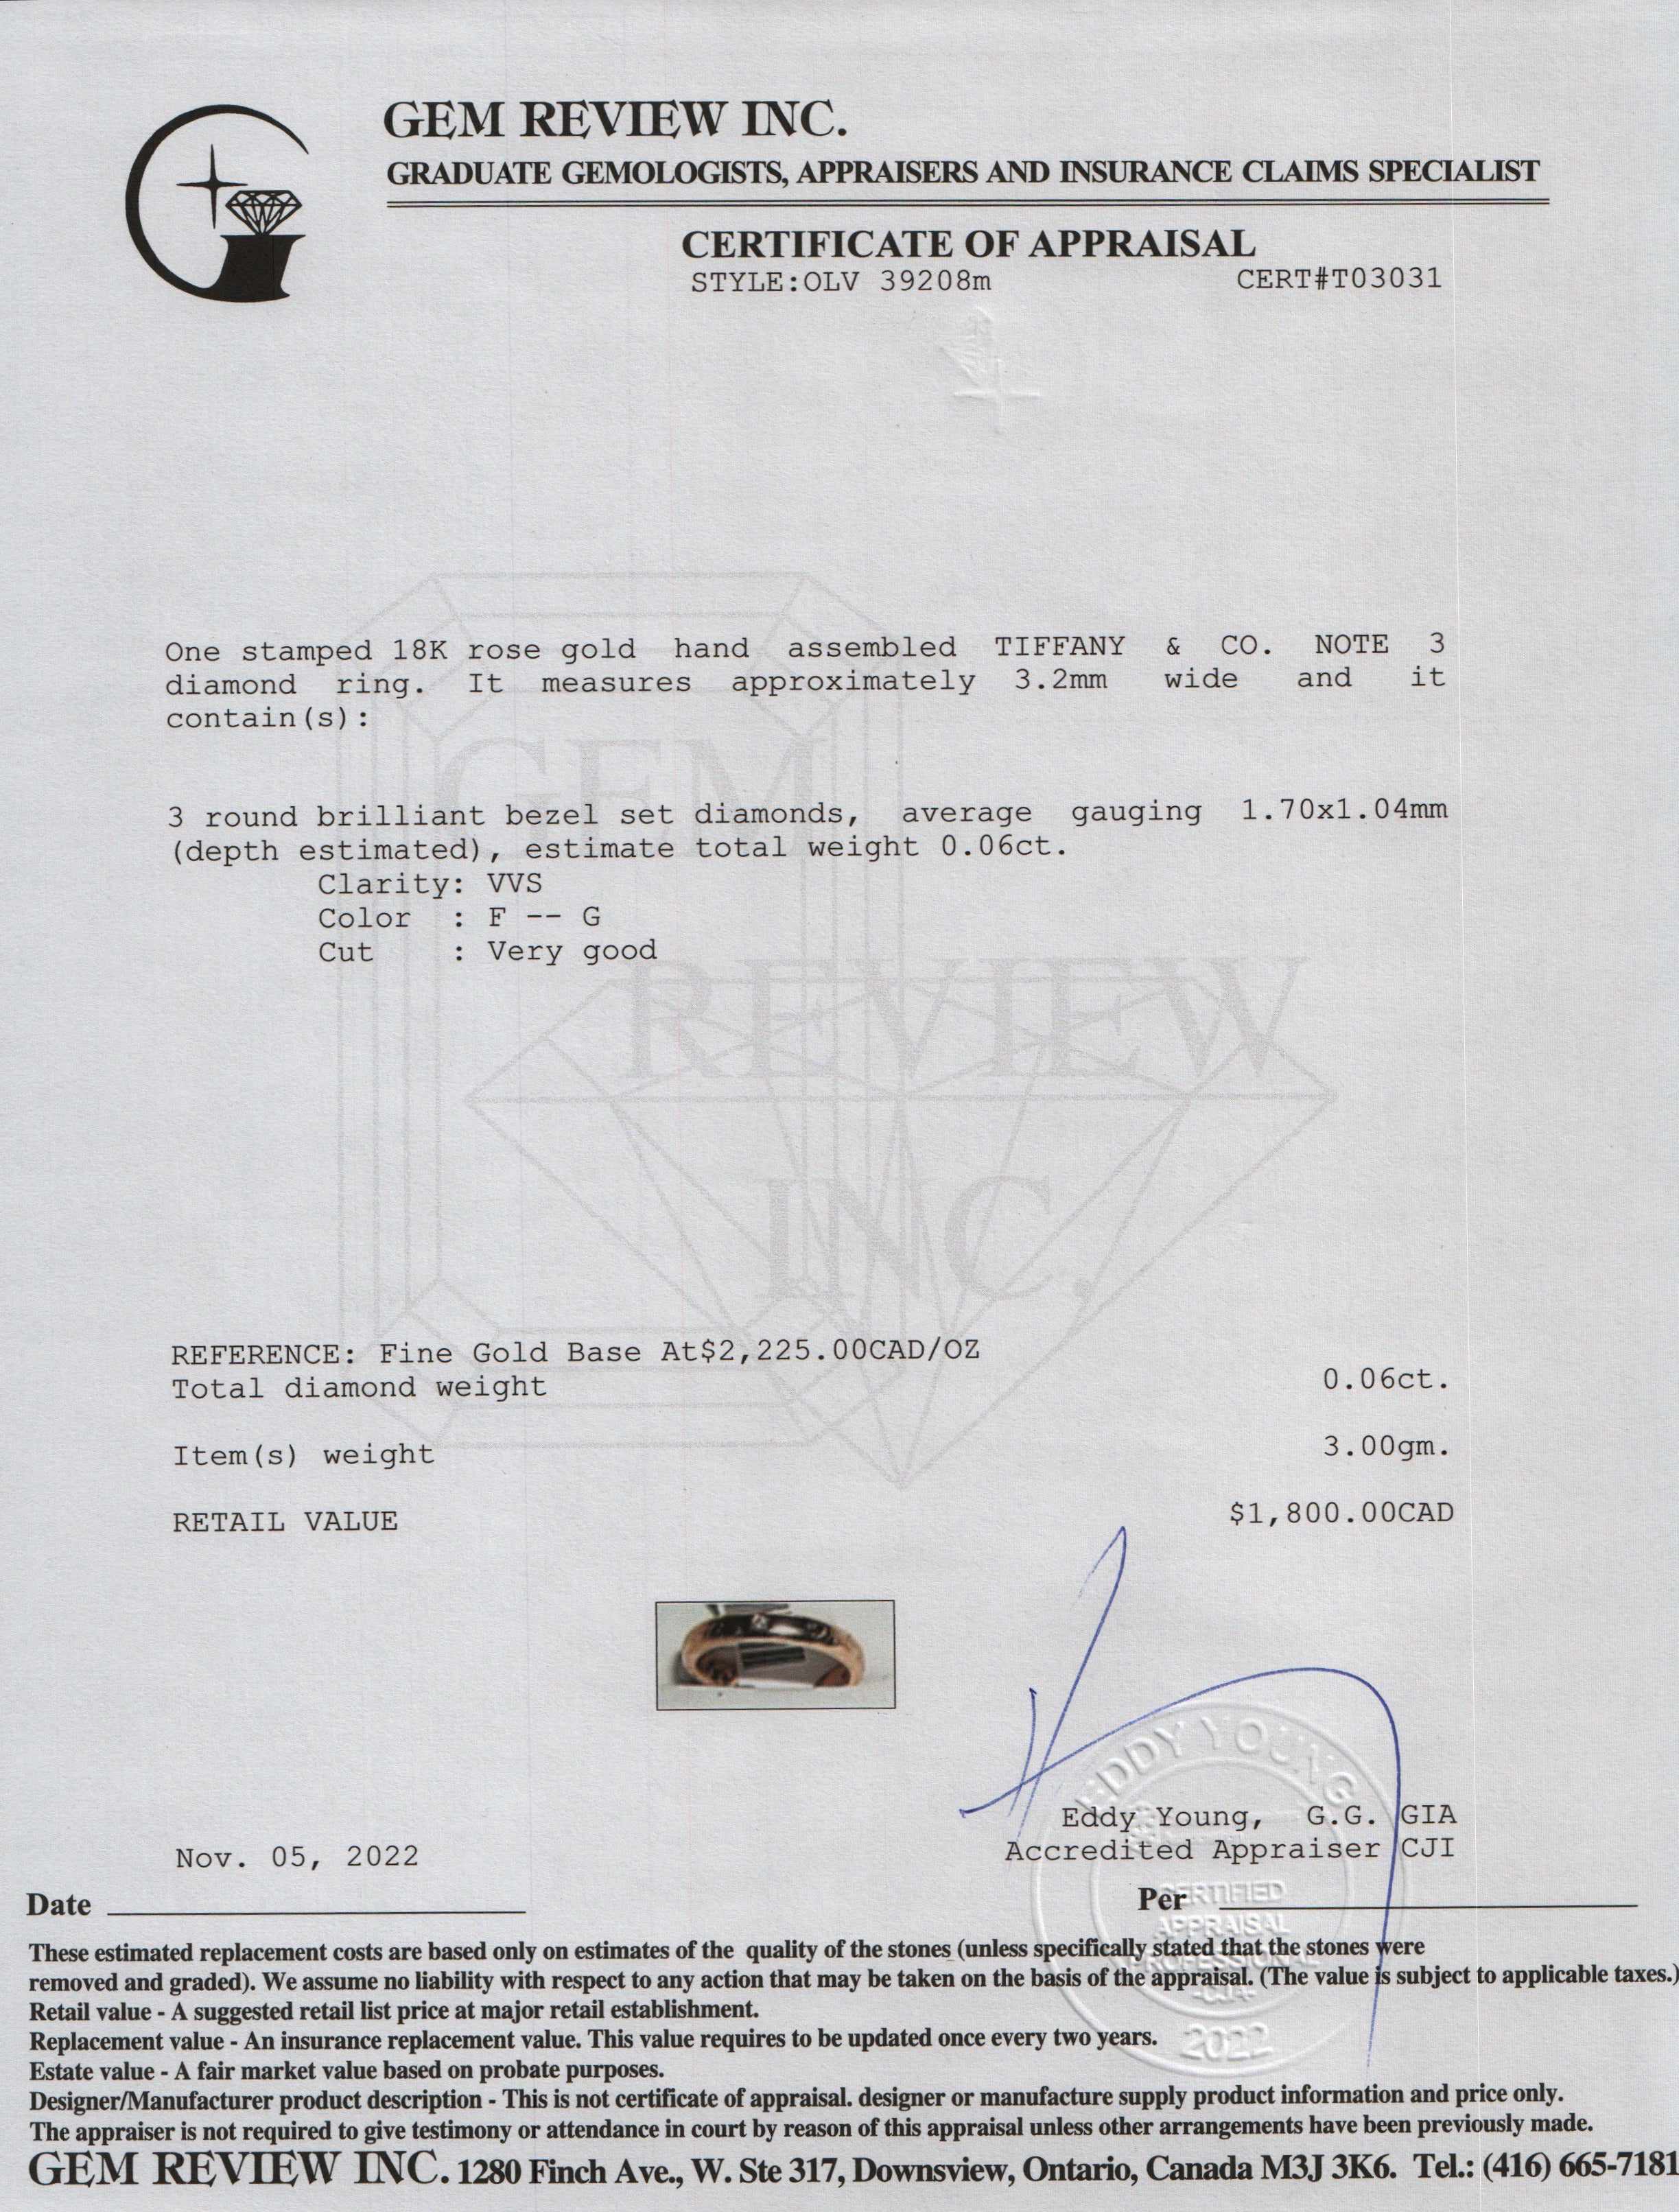 GEM REVIEW INC.
GRADUATE GEMOLOGISTS, APPRAISERS AND INSURANCE CLAIMS SPECIALIST
CERTIFICATE OF APPRAISAL
STYLE:OLV 39208m CERT#T03031
One stamped 18K rose gold hand assembled TIFFANY & CO. NOTE 3
diamond ring. It measures approximately 3.2mm wide and it
contain(s):
3 round brilliant bezel set diamonds, average gauging 1.70x1.04mm
(depth estimated), estimate total weight 0.06ct.
Clarity: VVS
Color : F -- G
Cut : Very good
GEM
REVIEW
INC.
REFERENCE: Fine Gold Base At$2,225.00CAD/OZ
Total diamond weight 0.06ct.
Item(s) weight 3.00gm.
RETAIL VALUE $1,800.00CAD
EDDY YOUNG
Eddy Young, G.G. GIA
Accredited Appraiser CJI
Nov. 05, 2022
Date
Per
CERTIFIED
APPRAISAL
PROFESSIONAL
2022
These estimated replacement costs are based only on estimates of the quality of the stones (unless specifically stated that the stones were
removed and graded). We assume no liability with respect to any action that may be taken on the basis of the appraisal. (The value is subject to applicable taxes.)
Retail value - A suggested retail list price at major retail establishment.
Replacement value - An insurance replacement value. This value requires to be updated once every two years.
Estate value - A fair market value based on probate purposes.
Designer/Manufacturer product description - This is not certificate of appraisal. designer or manufacture supply product information and price only.
The appraiser is not required to give testimony or attendance in court by reason of this appraisal unless other arrangements have been previously made.
GEM REVIEW INC. 1280 Finch Ave., W. Ste 317, Downsview, Ontario, Canada M3J 3K6. Tel.: (416) 665-7181